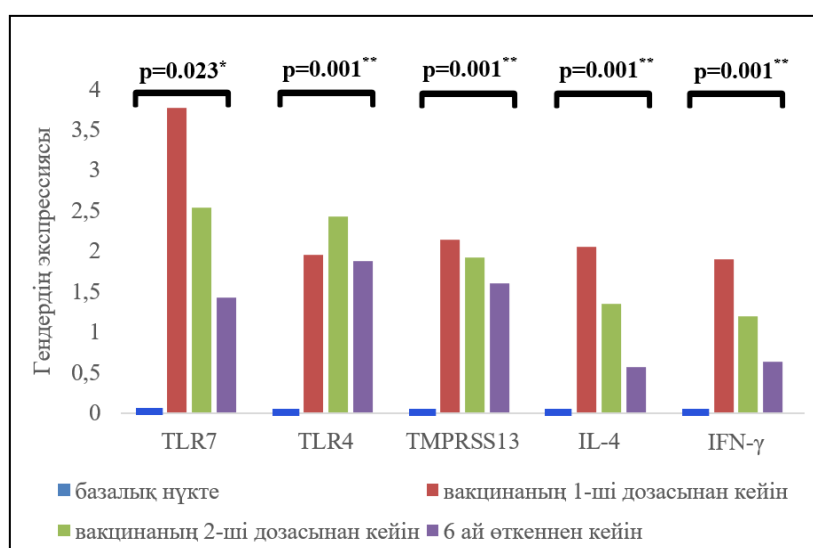 p=0.023* p=0.001** p=0.001** p=0.001** p=0.001**
4
3,5
3
2,5
2
1,5
1
0,5
0
Гендердің экспрессиясы
TLR7 TLR4 TMPRSS13 IL-4 IFN-γ
базалық нүкте вакцинаның 1-ші дозасынан кейін
вакцинаның 2-ші дозасынан кейін 6 ай өткеннен кейін